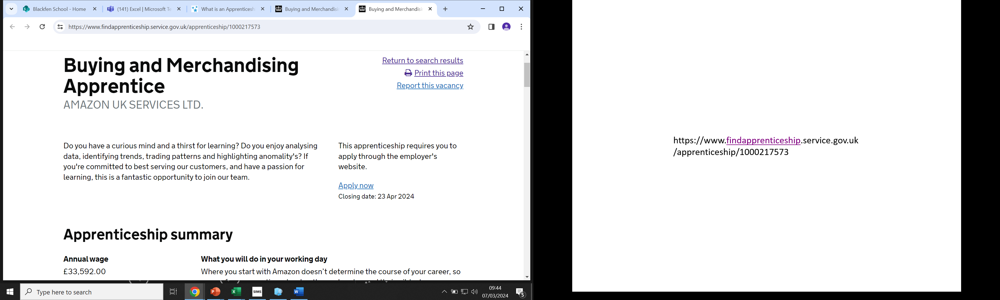 Blackfen School - Home
(141) Excel | Microsoft Te
What is an Apprenticesh
Buying and Merchandisi
Buying and Merchandisi
https://www.findapprenticeship.service.gov.uk/apprenticeship/1000217573
Buying and Merchandising
Apprentice
AMAZON UK SERVICES LTD.
Return to search results
Print this page
Report this vacancy
Do you have a curious mind and a thirst for learning? Do you enjoy analysing
data, identifying trends, trading patterns and highlighting anomality's? If
you're committed to best serving our customers, and have a passion for
learning, this is a fantastic opportunity to join our team.
This apprenticeship requires you to
apply through the employer's
website.
Apply now
Closing date: 23 Apr 2024
Apprenticeship summary
Annual wage
£33,592.00
What you will do in your working day
Where you start with Amazon doesn’t determine the course of your career, so
Type here to search
SIMS
09:44
07/03/2024
5
https://www.findapprenticeship.service.gov.uk
/apprenticeship/1000217573